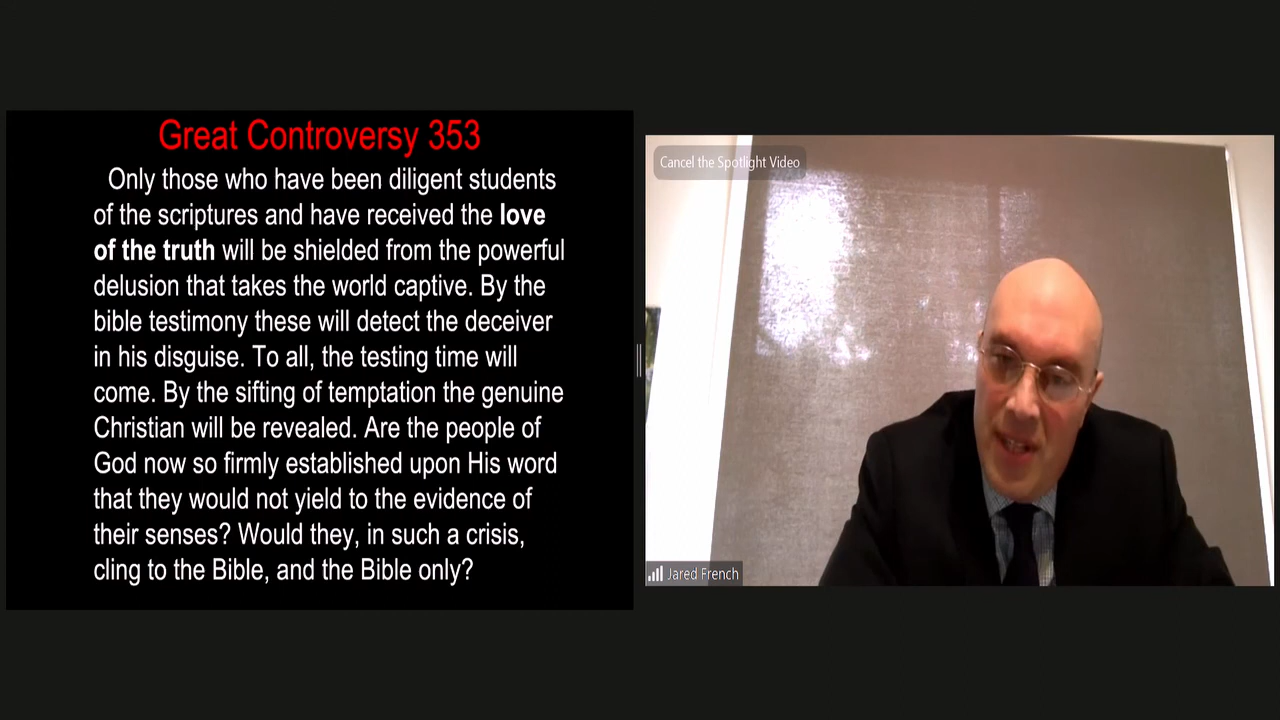 Great Controversy 353
Only those who have been diligent students
of the scriptures and have received the love
of the truth will be shielded from the powerful
delusion that takes the world captive. By the
bible testimony these will detect the deceiver
in his disguise. To all, the testing time will
come. By the sifting of temptation the genuine
Christian will be revealed. Are the people of
God now so firmly established upon His word
that they would not yield to the evidence of
their senses? Would they, in such a crisis,
cling to the Bible, and the Bible only?
Cancel the Spotlight Video
Jared French